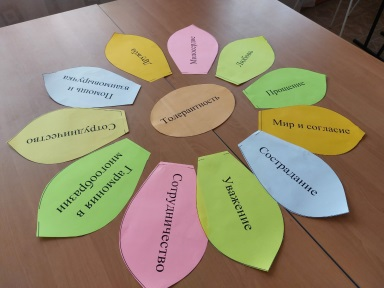 Толерантность
Милосердие
Любовь
Прощение
Мир и согласие
Сострадание
Уважение
Сотрудничество
Гармония в
многообразии
Сотрудничество
Помощь и
взаимовыручка
Дружба